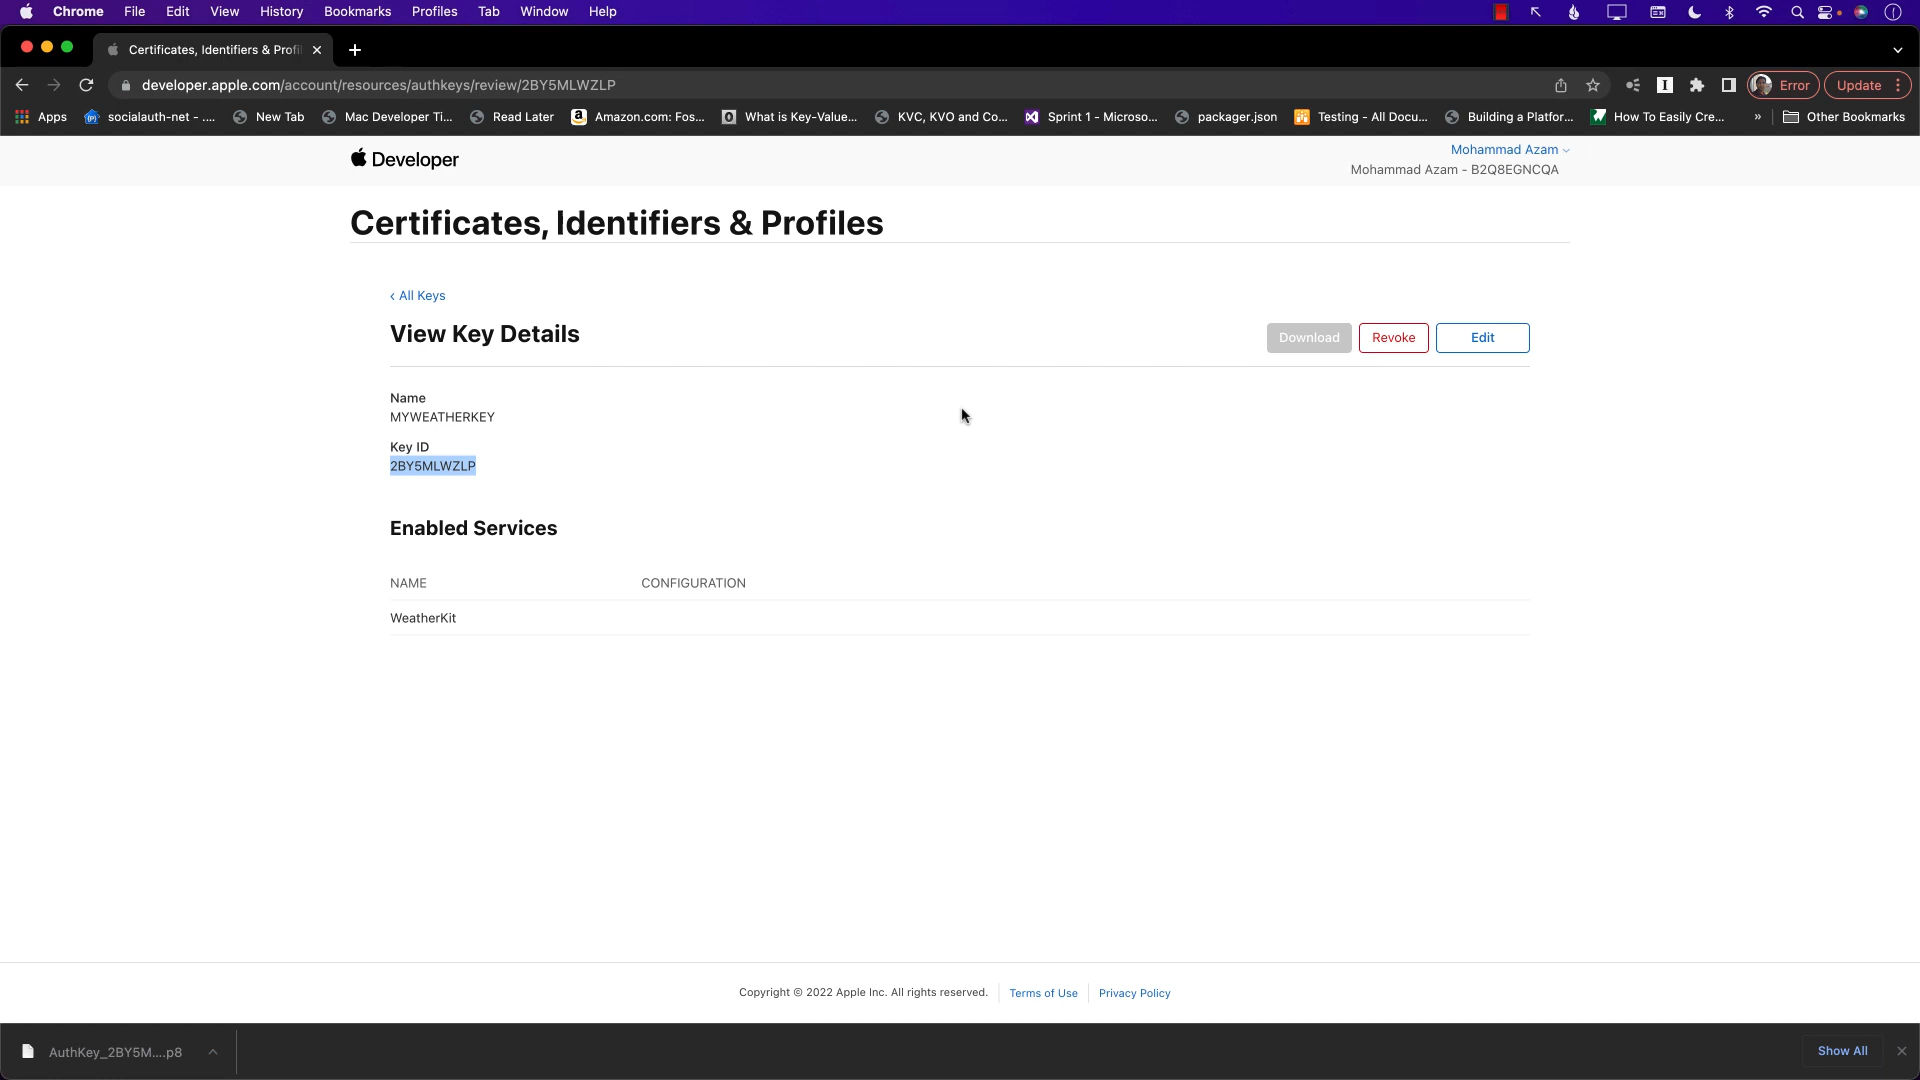 Chrome File Edit View History Bookmarks Profiles Tab Window Help
Certificates, Identifiers & Profi
developer.apple.com/account/resources/authkeys/review/2BY5MLWZLP
Error
Update
Apps
socialauth-net - ....
New Tab
Mac Developer Ti...
Read Later
Amazon.com: Fos...
What is Key-Value...
KVC, KVO and Co...
Sprint 1 - Microso...
packager.json
Testing - All Docu...
Building a Platfor...
How To Easily Cre...
»
Other Bookmarks
Developer
Mohammad Azam
Mohammad Azam - B2Q8EGNCQA
Certificates, Identifiers & Profiles
‹ All Keys
View Key Details
Download
Revoke
Edit
Name
MYWEATHERKEY
Key ID
2BY5MLWZLP
Enabled Services
NAME CONFIGURATION
WeatherKit
Copyright © 2022 Apple Inc. All rights reserved. Terms of Use Privacy Policy
AuthKey_2BY5M....p8
Show All